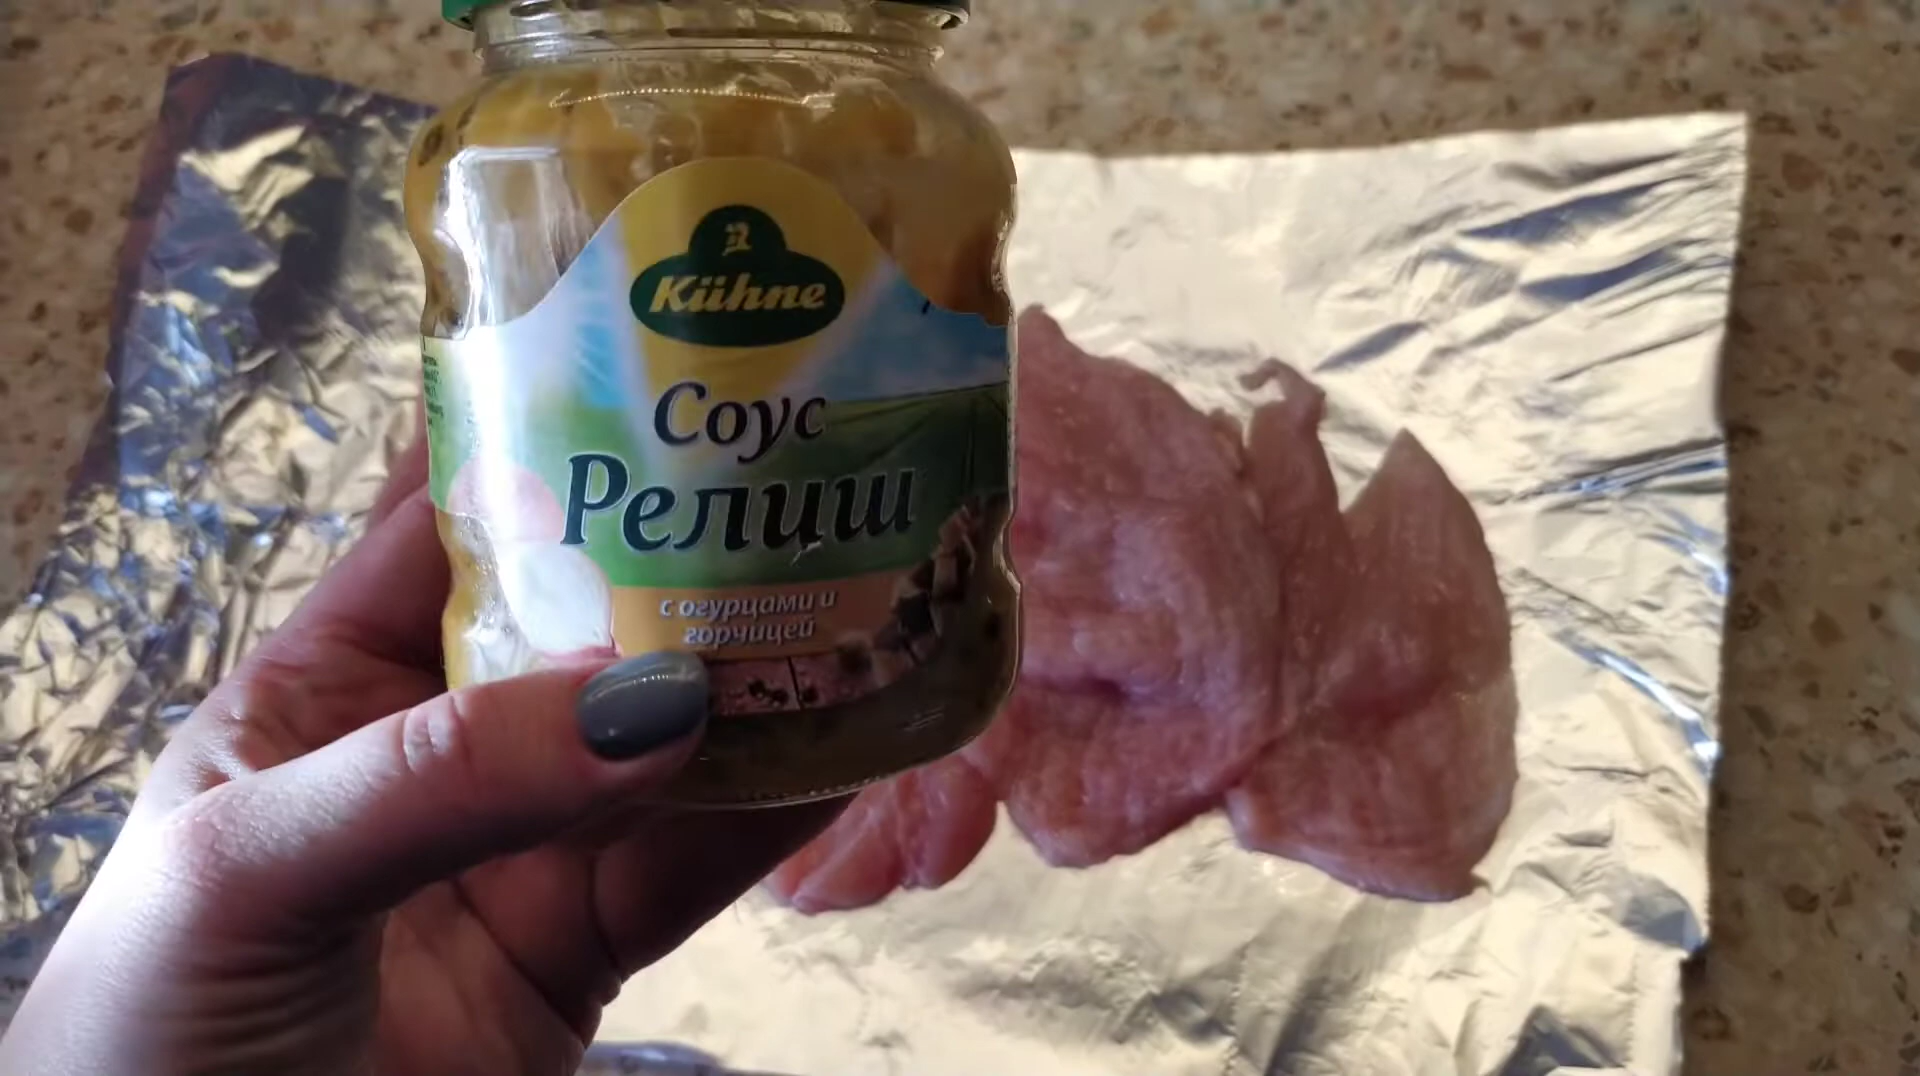 Kühne
Соус
Релиш
с огурцами и
горчицей